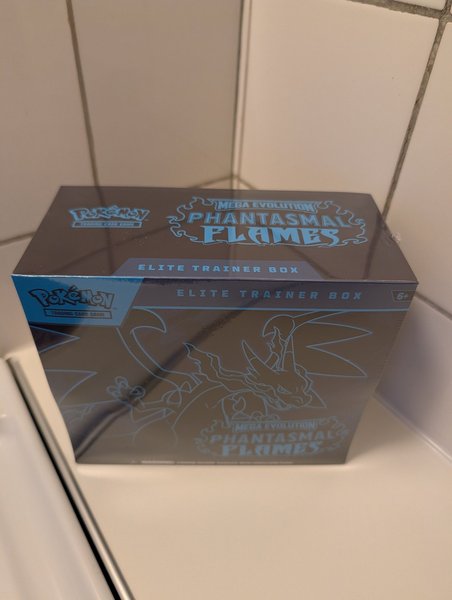 POKÉMON
TRADING CARD GAME
MEGA EVOLUTION
PHANTASMAL
FLAMES
ELITE TRAINER BOX
POKÉMON
TRADING CARD GAME
ELITE TRAINER BOX
6+
MEGA EVOLUTION
PHANTASMAL
FLAMES
WARNING: